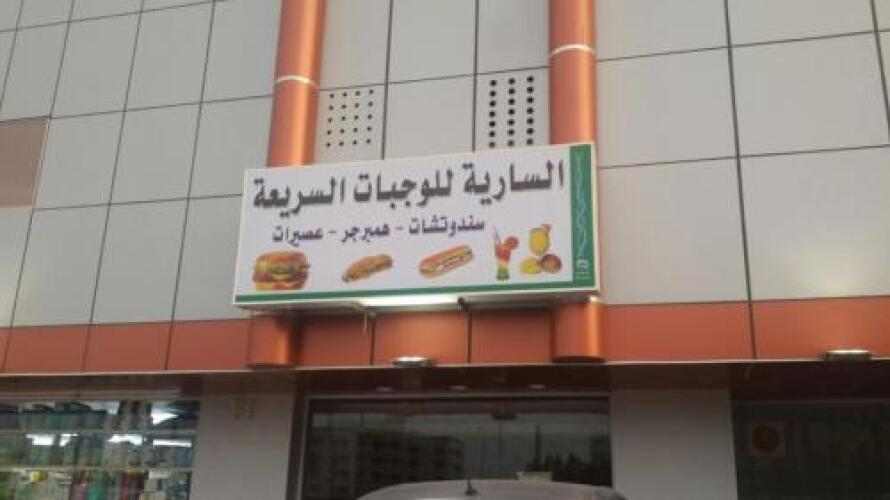 السارية للوجبات السريعة
سندوتشات - همبرجر - عصيرات